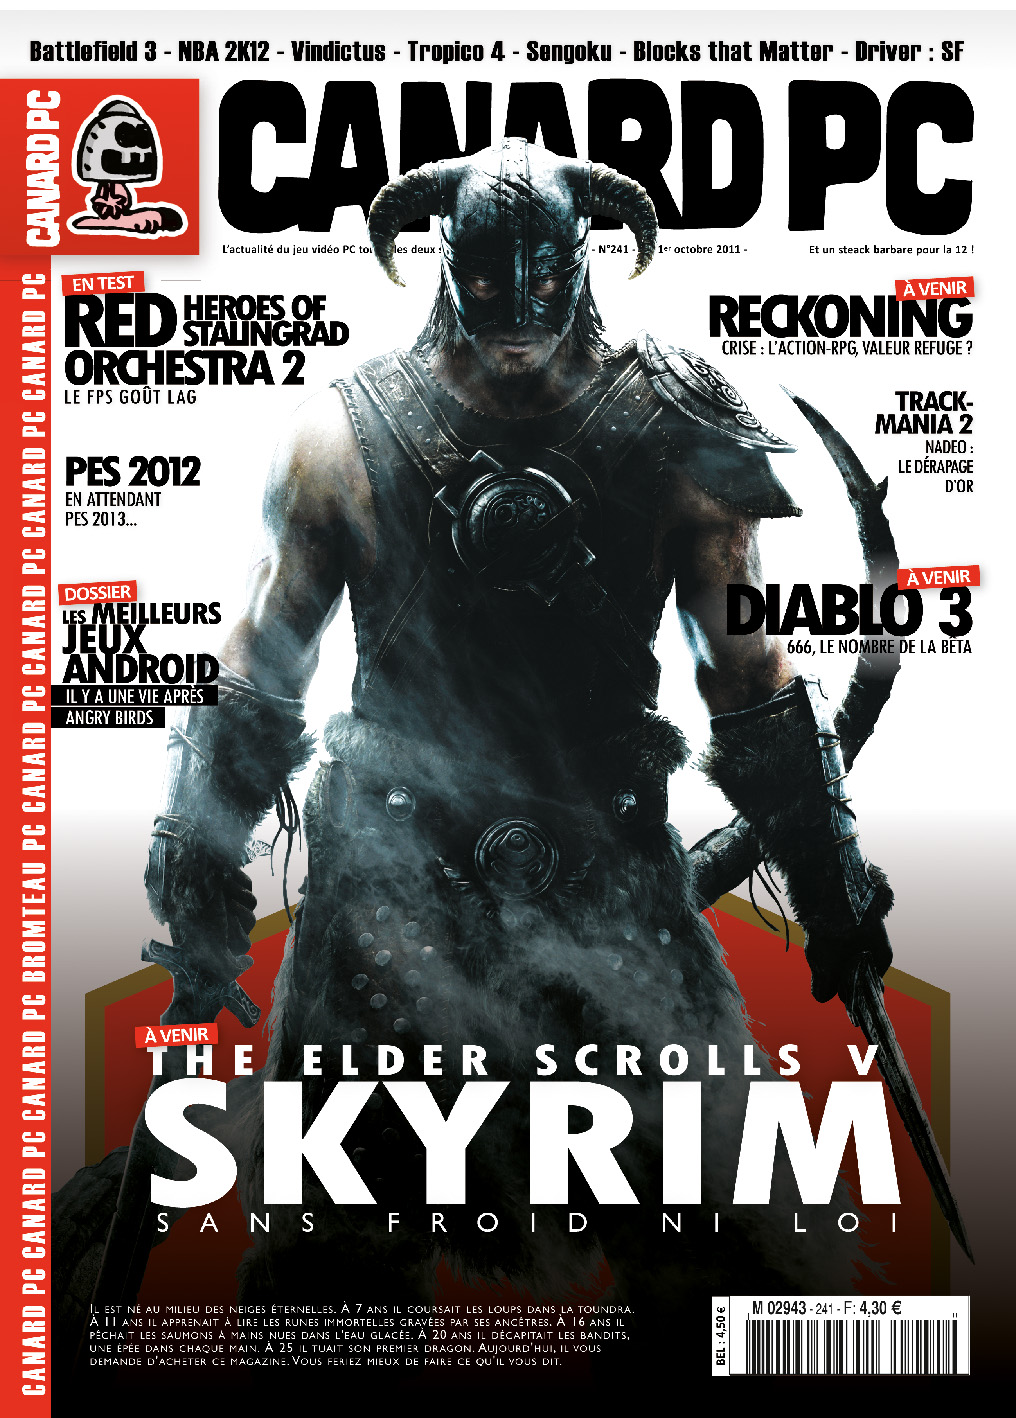 Battlefield 3 - NBA 2K12 - Vindictus - Tropico 4 - Sengoku - Blocks that Matter - Driver : SF
CANARD PC
CANARD PC
L'actualité du jeu vidéo PC tou les deux s - N°241 - 1er octobre 2011 - Et un steack barbare pour la 12 !
EN TEST
RED HEROES OF
STALINGRAD
ORCHESTRA 2
LE FPS GOÛT LAG
PES 2012
EN ATTENDANT
PES 2013...
DOSSIER
LES MEILLEURS
JEUX
ANDROID
IL Y A UNE VIE APRÈS
ANGRY BIRDS
À VENIR
RECKONING
CRISE : L'ACTION-RPG, VALEUR REFUGE ?
TRACK-
MANIA 2
NADEO :
LE DÉRAPAGE
D'OR
À VENIR
DIABLO 3
666, LE NOMBRE DE LA BÊTA
CANARD PC CANARD PC CANARD PC BROMTEAU PC CANARD PC CANARD PC CANARD PC CANARD PC
À VENIR
THE ELDER SCROLLS V
SKYRIM
SANS FROID NI LOI
IL EST NÉ AU MILIEU DES NEIGES ÉTERNELLES. À 7 ANS IL COURSAIT LES LOUPS DANS LA TOUNDRA.
À 11 ANS IL APPRENAIT À LIRE LES RUNES IMMORTELLES GRAVÉES PAR SES ANCÊTRES. À 16 ANS IL
PÊCHAIT LES SAUMONS À MAINS NUES DANS L'EAU GLACÉE. À 20 ANS IL DÉCAPITAIT LES BANDITS,
UNE ÉPÉE DANS CHAQUE MAIN. À 25 IL TUAIT SON PREMIER DRAGON. AUJOURD'HUI, IL VOUS
DEMANDE D'ACHETER CE MAGAZINE. VOUS FERIEZ MIEUX DE FAIRE CE QU'IL VOUS DIT.
BEL : 4,50 €
M 02943 - 241 - F: 4,30 €